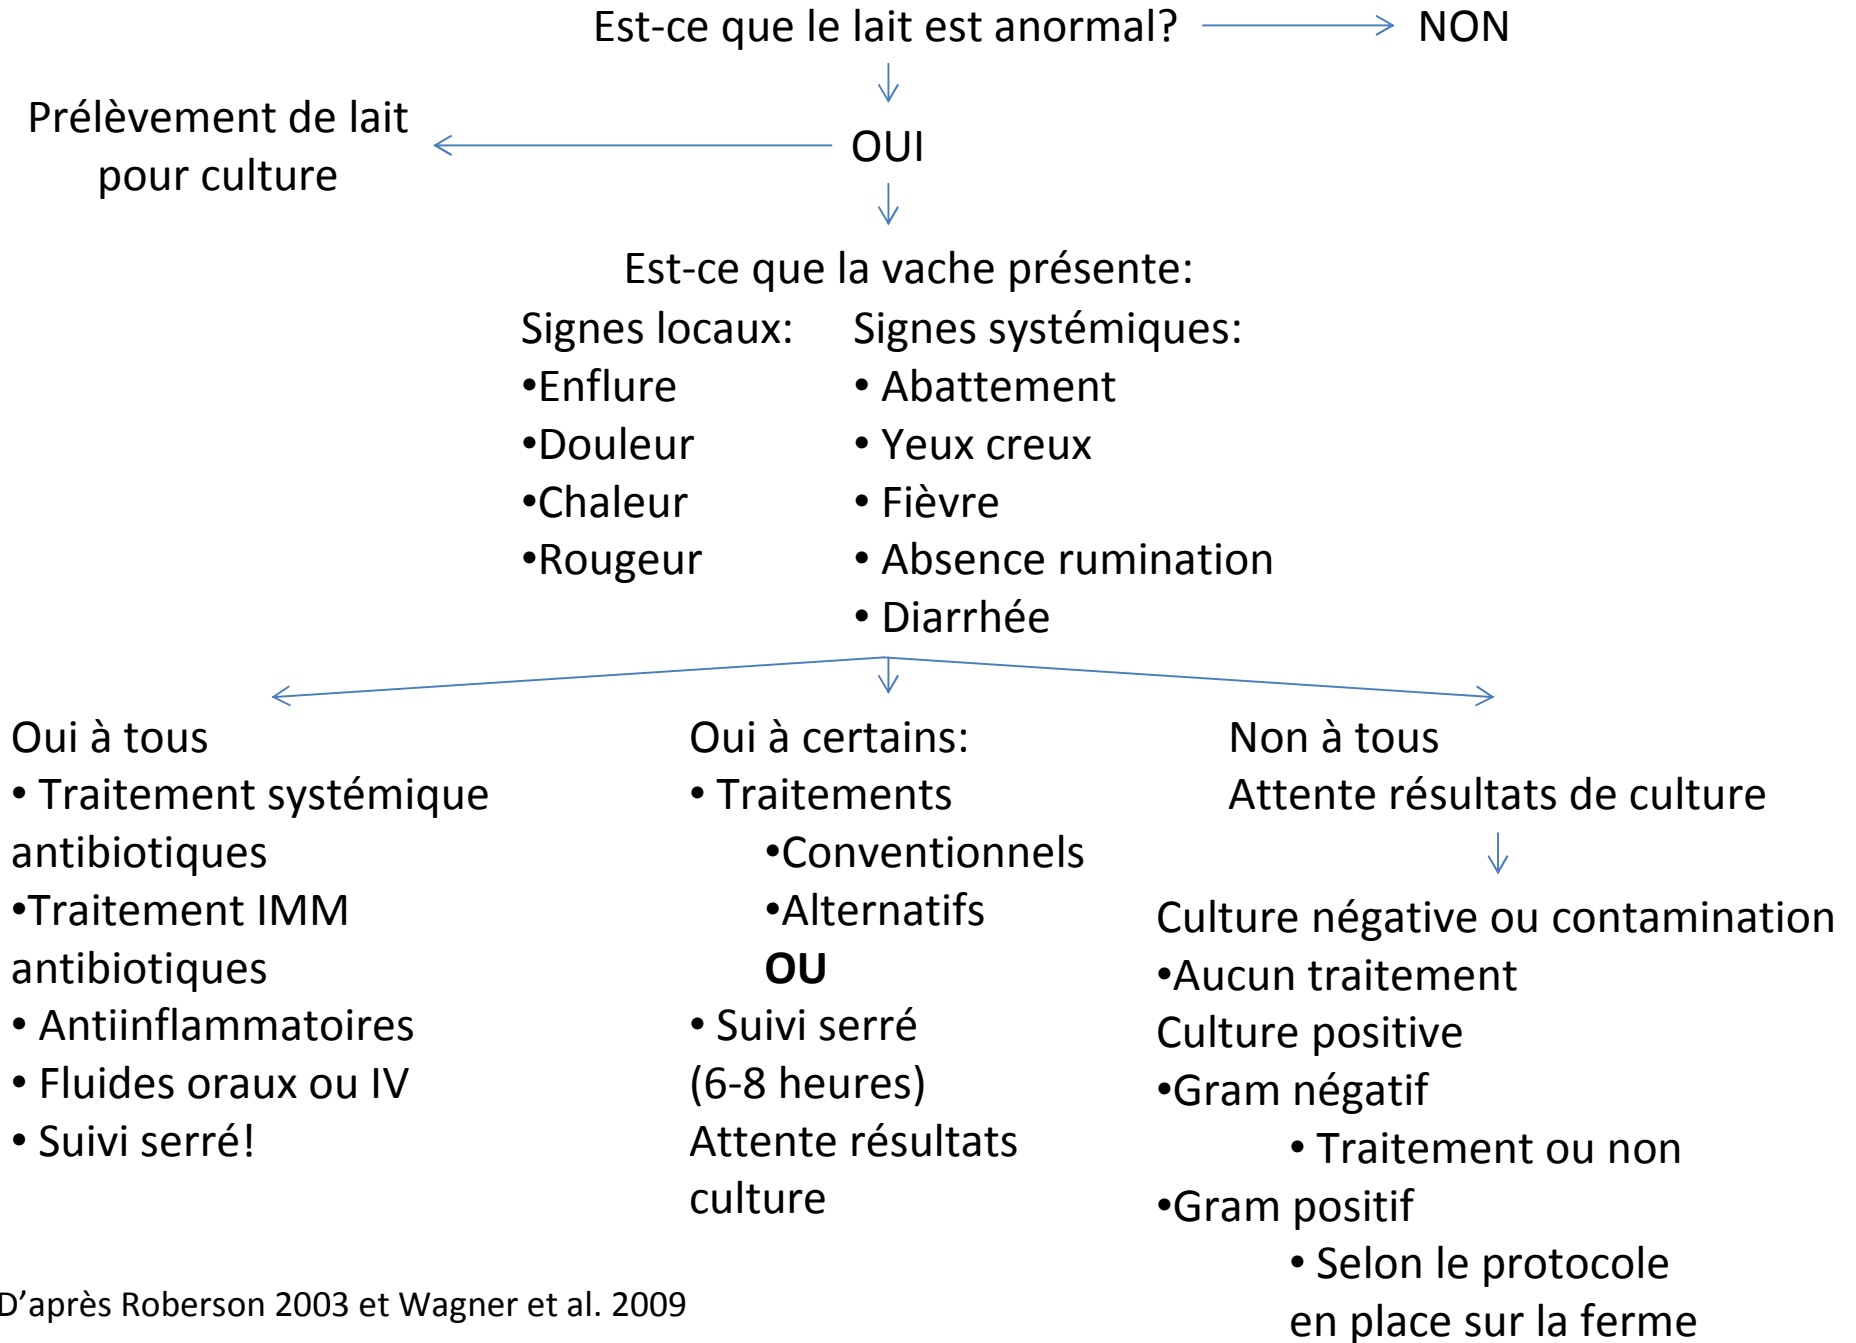 Est-ce que le lait est anormal?
NON
Prélèvement de lait
pour culture
OUI
Est-ce que la vache présente:
Signes locaux:
•Enflure
•Douleur
•Chaleur
•Rougeur
Signes systémiques:
• Abattement
• Yeux creux
• Fièvre
• Absence rumination
• Diarrhée
Oui à tous
• Traitement systémique
antibiotiques
•Traitement IMM
antibiotiques
• Antiinflammatoires
• Fluides oraux ou IV
• Suivi serré!
Oui à certains:
• Traitements
•Conventionnels
•Alternatifs
OU
• Suivi serré
(6-8 heures)
Attente résultats
culture
Non à tous
Attente résultats de culture
Culture négative ou contamination
•Aucun traitement
Culture positive
•Gram négatif
• Traitement ou non
•Gram positif
• Selon le protocole
en place sur la ferme
D’après Roberson 2003 et Wagner et al. 2009